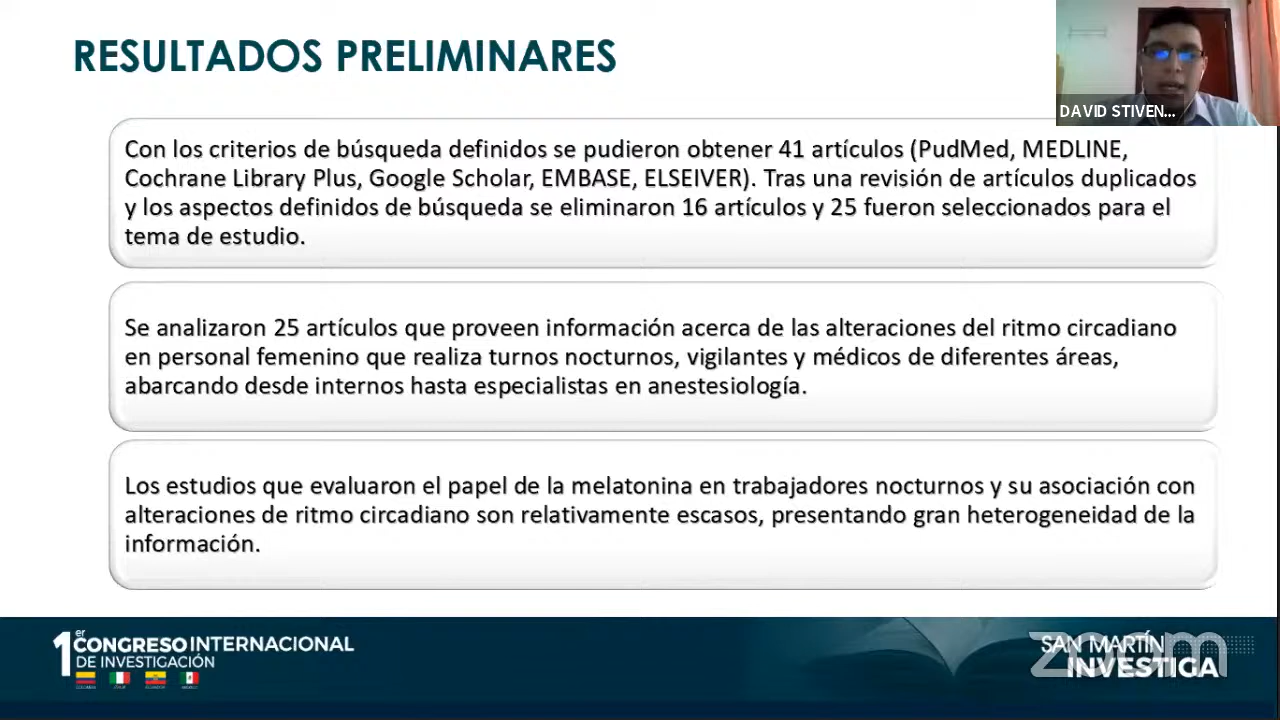 RESULTADOS PRELIMINARES
DAVID STIVEN...
Con los criterios de búsqueda definidos se pudieron obtener 41 artículos (PudMed, MEDLINE,
Cochrane Library Plus, Google Scholar, EMBASE, ELSEIVER). Tras una revisión de artículos duplicados
y los aspectos definidos de búsqueda se eliminaron 16 artículos y 25 fueron seleccionados para el
tema de estudio.
Se analizaron 25 artículos que proveen información acerca de las alteraciones del ritmo circadiano
en personal femenino que realiza turnos nocturnos, vigilantes y médicos de diferentes áreas,
abarcando desde internos hasta especialistas en anestesiología.
Los estudios que evaluaron el papel de la melatonina en trabajadores nocturnos y su asociación con
alteraciones de ritmo circadiano son relativamente escasos, presentando gran heterogeneidad de la
información.
1er CONGRESO INTERNACIONAL
DE INVESTIGACIÓN
COLOMBIA ITALIA ECUADOR MÉXICO
SAN MARTÍN
INVESTIGA
zoom